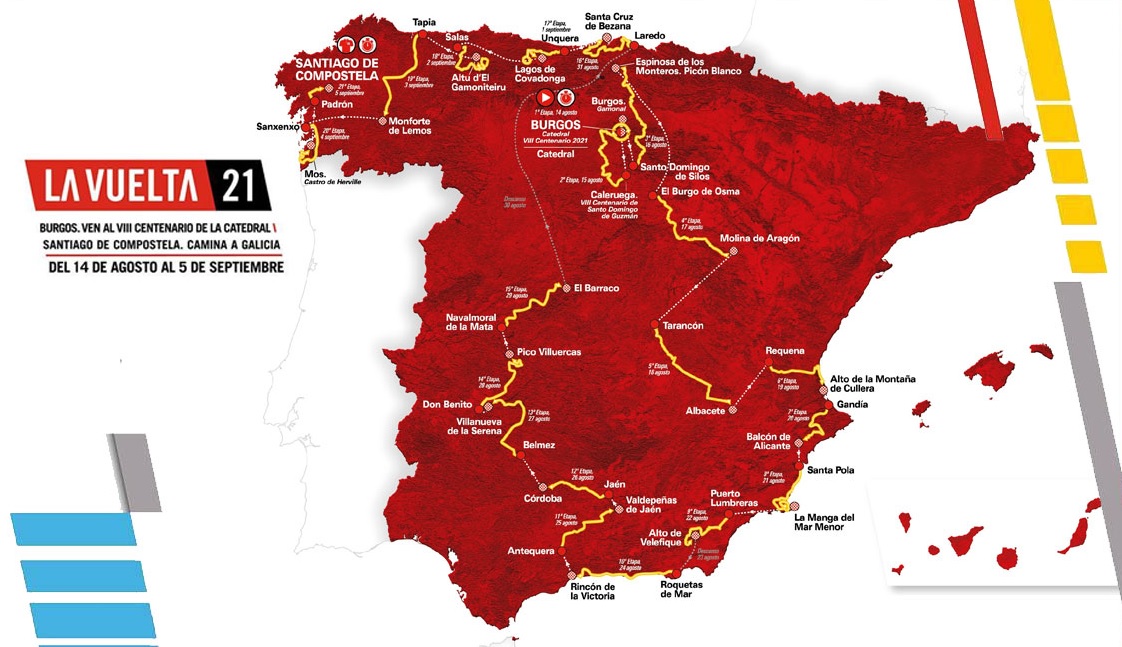 LA VUELTA 21
BURGOS. VEN AL VIII CENTENARIO DE LA CATEDRAL \
SANTIAGO DE COMPOSTELA. CAMINA A GALICIA
DEL 14 DE AGOSTO AL 5 DE SEPTIEMBRE
SANTIAGO DE
COMPOSTELA
21ª Etapa,
5 septiembre
Padrón
Sanxenxo
20ª Etapa,
4 septiembre
Mos.
Castro de Herville
Monforte
de Lemos
19ª Etapa,
3 septiembre
Tapia
18ª Etapa,
2 septiembre
Salas
Altu d'El
Gamoniteiru
Lagos de
Covadonga
17ª Etapa,
1 septiembre
Unquera
Santa Cruz
de Bezana
16ª Etapa,
31 agosto
Laredo
Espinosa de los
Monteros. Picón Blanco
1ª Etapa, 14 agosto
BURGOS
Catedral
VIII Centenario 2021
Catedral
Burgos.
Gamonal
3ª Etapa,
16 agosto
2ª Etapa, 15 agosto
Santo Domingo
de Silos
Caleruega.
VIII Centenario de
Santo Domingo
de Guzmán
El Burgo de Osma
4ª Etapa,
17 agosto
Molina de Aragón
Descanso
30 agosto
El Barraco
15ª Etapa,
29 agosto
Navalmoral
de la Mata
Tarancón
5ª Etapa,
18 agosto
Albacete
Requena
6ª Etapa,
19 agosto
Alto de la Montaña
de Cullera
Gandía
7ª Etapa,
20 agosto
Balcón de
Alicante
Santa Pola
8ª Etapa,
21 agosto
La Manga del
Mar Menor
Puerto
Lumbreras
9ª Etapa,
22 agosto
Alto de
Velefique
Descanso
23 agosto
Roquetas
de Mar
10ª Etapa,
24 agosto
Rincón de
la Victoria
Antequera
11ª Etapa,
25 agosto
Valdepeñas
de Jaén
Jaén
12ª Etapa,
26 agosto
Córdoba
Belmez
13ª Etapa,
27 agosto
Villanueva
de la Serena
Don Benito
14ª Etapa,
28 agosto
Pico Villuercas